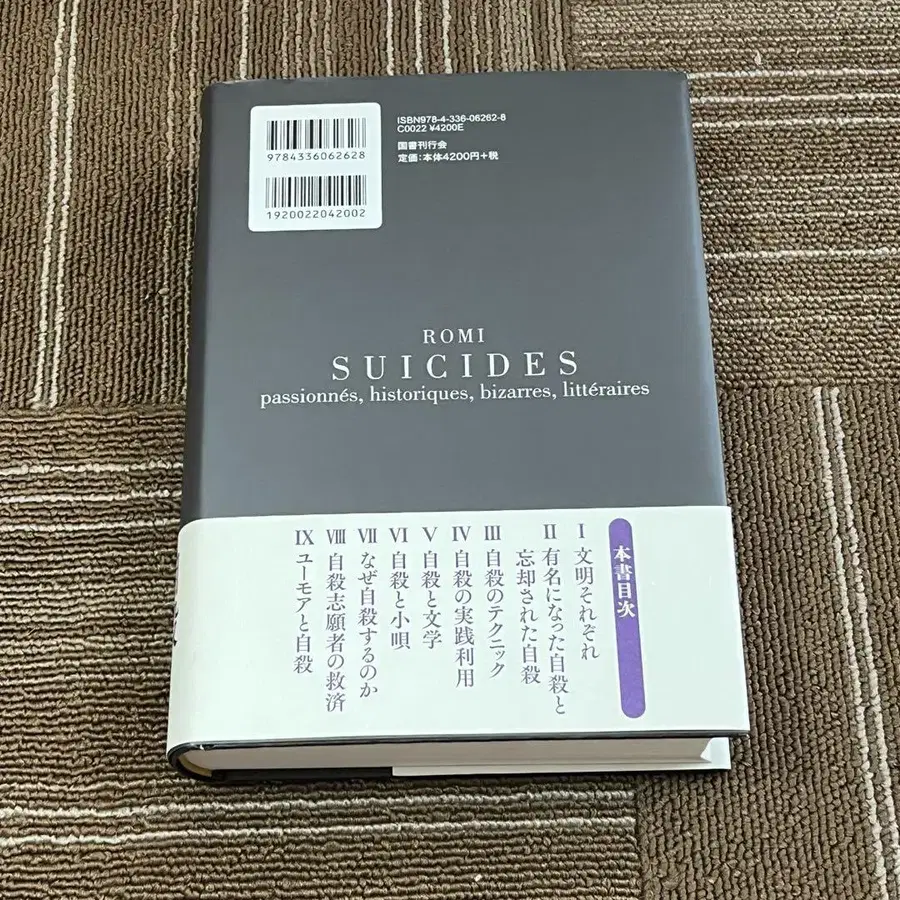 ISBN978-4-336-06262-8
C0022 ¥4200E
国書刊行会
定価:本体4200円+税
9784336062628
1920022042002
ROMI
SUICIDES
passionnés, historiques, bizarres, littéraires
本書目次
I 文明それぞれ
II 有名になった自殺と
忘却された自殺
III 自殺のテクニック
IV 自殺の実践利用
V 自殺と文学
VI 自殺と小唄
VII なぜ自殺するのか
VIII 自殺志願者の救済
IX ユーモアと自殺